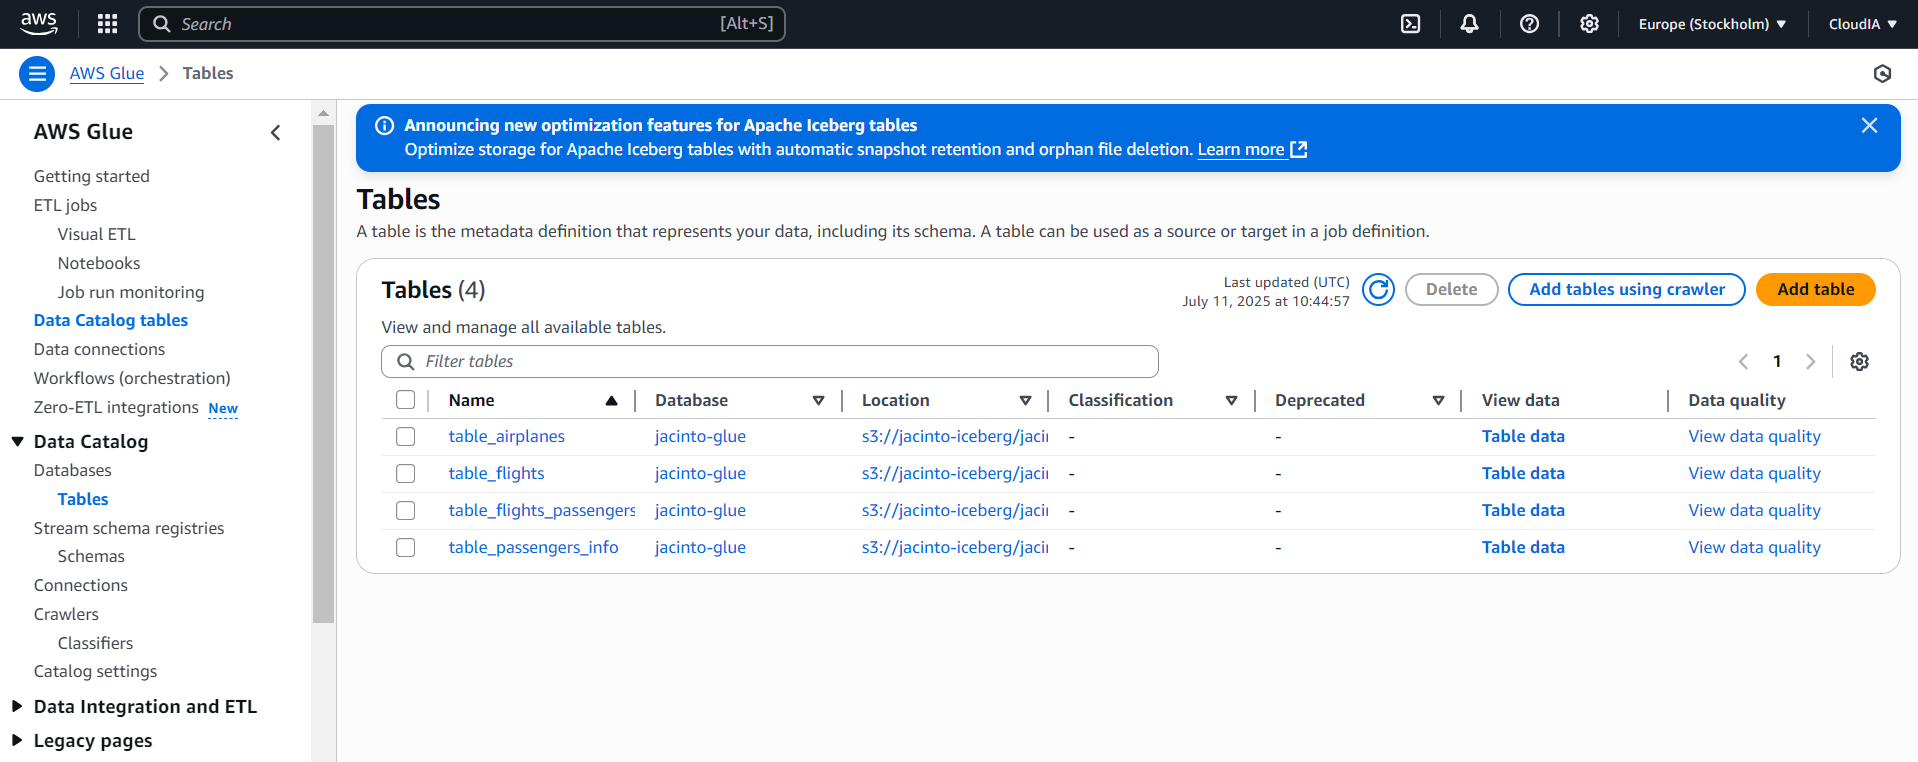 aws
Search [Alt+S]
Europe (Stockholm)
CloudIA
AWS Glue
Tables
AWS Glue
Getting started
ETL jobs
Visual ETL
Notebooks
Job run monitoring
Data Catalog tables
Data connections
Workflows (orchestration)
Zero-ETL integrations New
Data Catalog
Databases
Tables
Stream schema registries
Schemas
Connections
Crawlers
Classifiers
Catalog settings
Data Integration and ETL
Legacy pages
Announcing new optimization features for Apache Iceberg tables
Optimize storage for Apache Iceberg tables with automatic snapshot retention and orphan file deletion. Learn more
Tables
A table is the metadata definition that represents your data, including its schema. A table can be used as a source or target in a job definition.
Tables (4)
Last updated (UTC)
July 11, 2025 at 10:44:57
Delete
Add tables using crawler
Add table
View and manage all available tables.
Filter tables
1
Name Database Location Classification Deprecated View data Data quality
table_airplanes jacinto-glue s3://jacinto-iceberg/jaci - - Table data View data quality
table_flights jacinto-glue s3://jacinto-iceberg/jaci - - Table data View data quality
table_flights_passengers jacinto-glue s3://jacinto-iceberg/jaci - - Table data View data quality
table_passengers_info jacinto-glue s3://jacinto-iceberg/jaci - - Table data View data quality